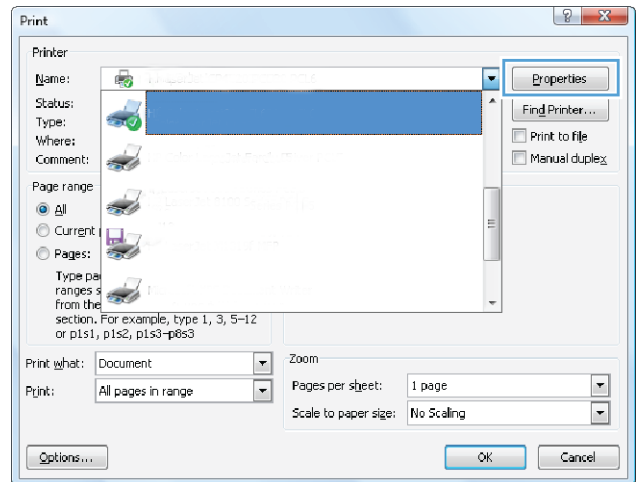 Print
Printer
Name:
Properties
Status:
Find Printer...
Type:
Print to file
Where:
Comment:
Manual duplex
Page range
All
Current
Pages:
Type
ranges
from the
section. For example, type 1, 3, 5–12
or p1s1, p1s2, p1s3–p8s3
Print what: Document
Print: All pages in range
Zoom
Pages per sheet: 1 page
Scale to paper size: No Scaling
Options...
OK
Cancel